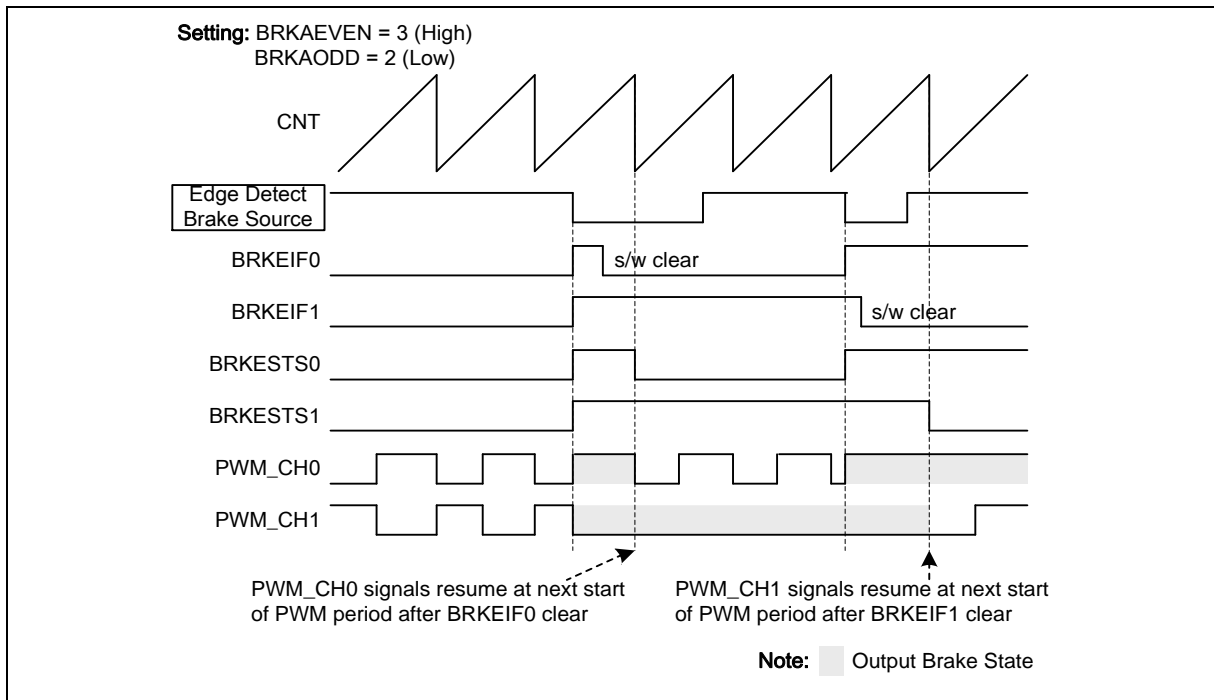 Setting: BRKAEVEN = 3 (High)
BRKAODD = 2 (Low)
CNT
Edge Detect
Brake Source
BRKEIF0
s/w clear
BRKEIF1
s/w clear
BRKESTS0
BRKESTS1
PWM_CH0
PWM_CH1
PWM_CH0 signals resume at next start
of PWM period after BRKEIF0 clear
PWM_CH1 signals resume at next start
of PWM period after BRKEIF1 clear
Note: Output Brake State